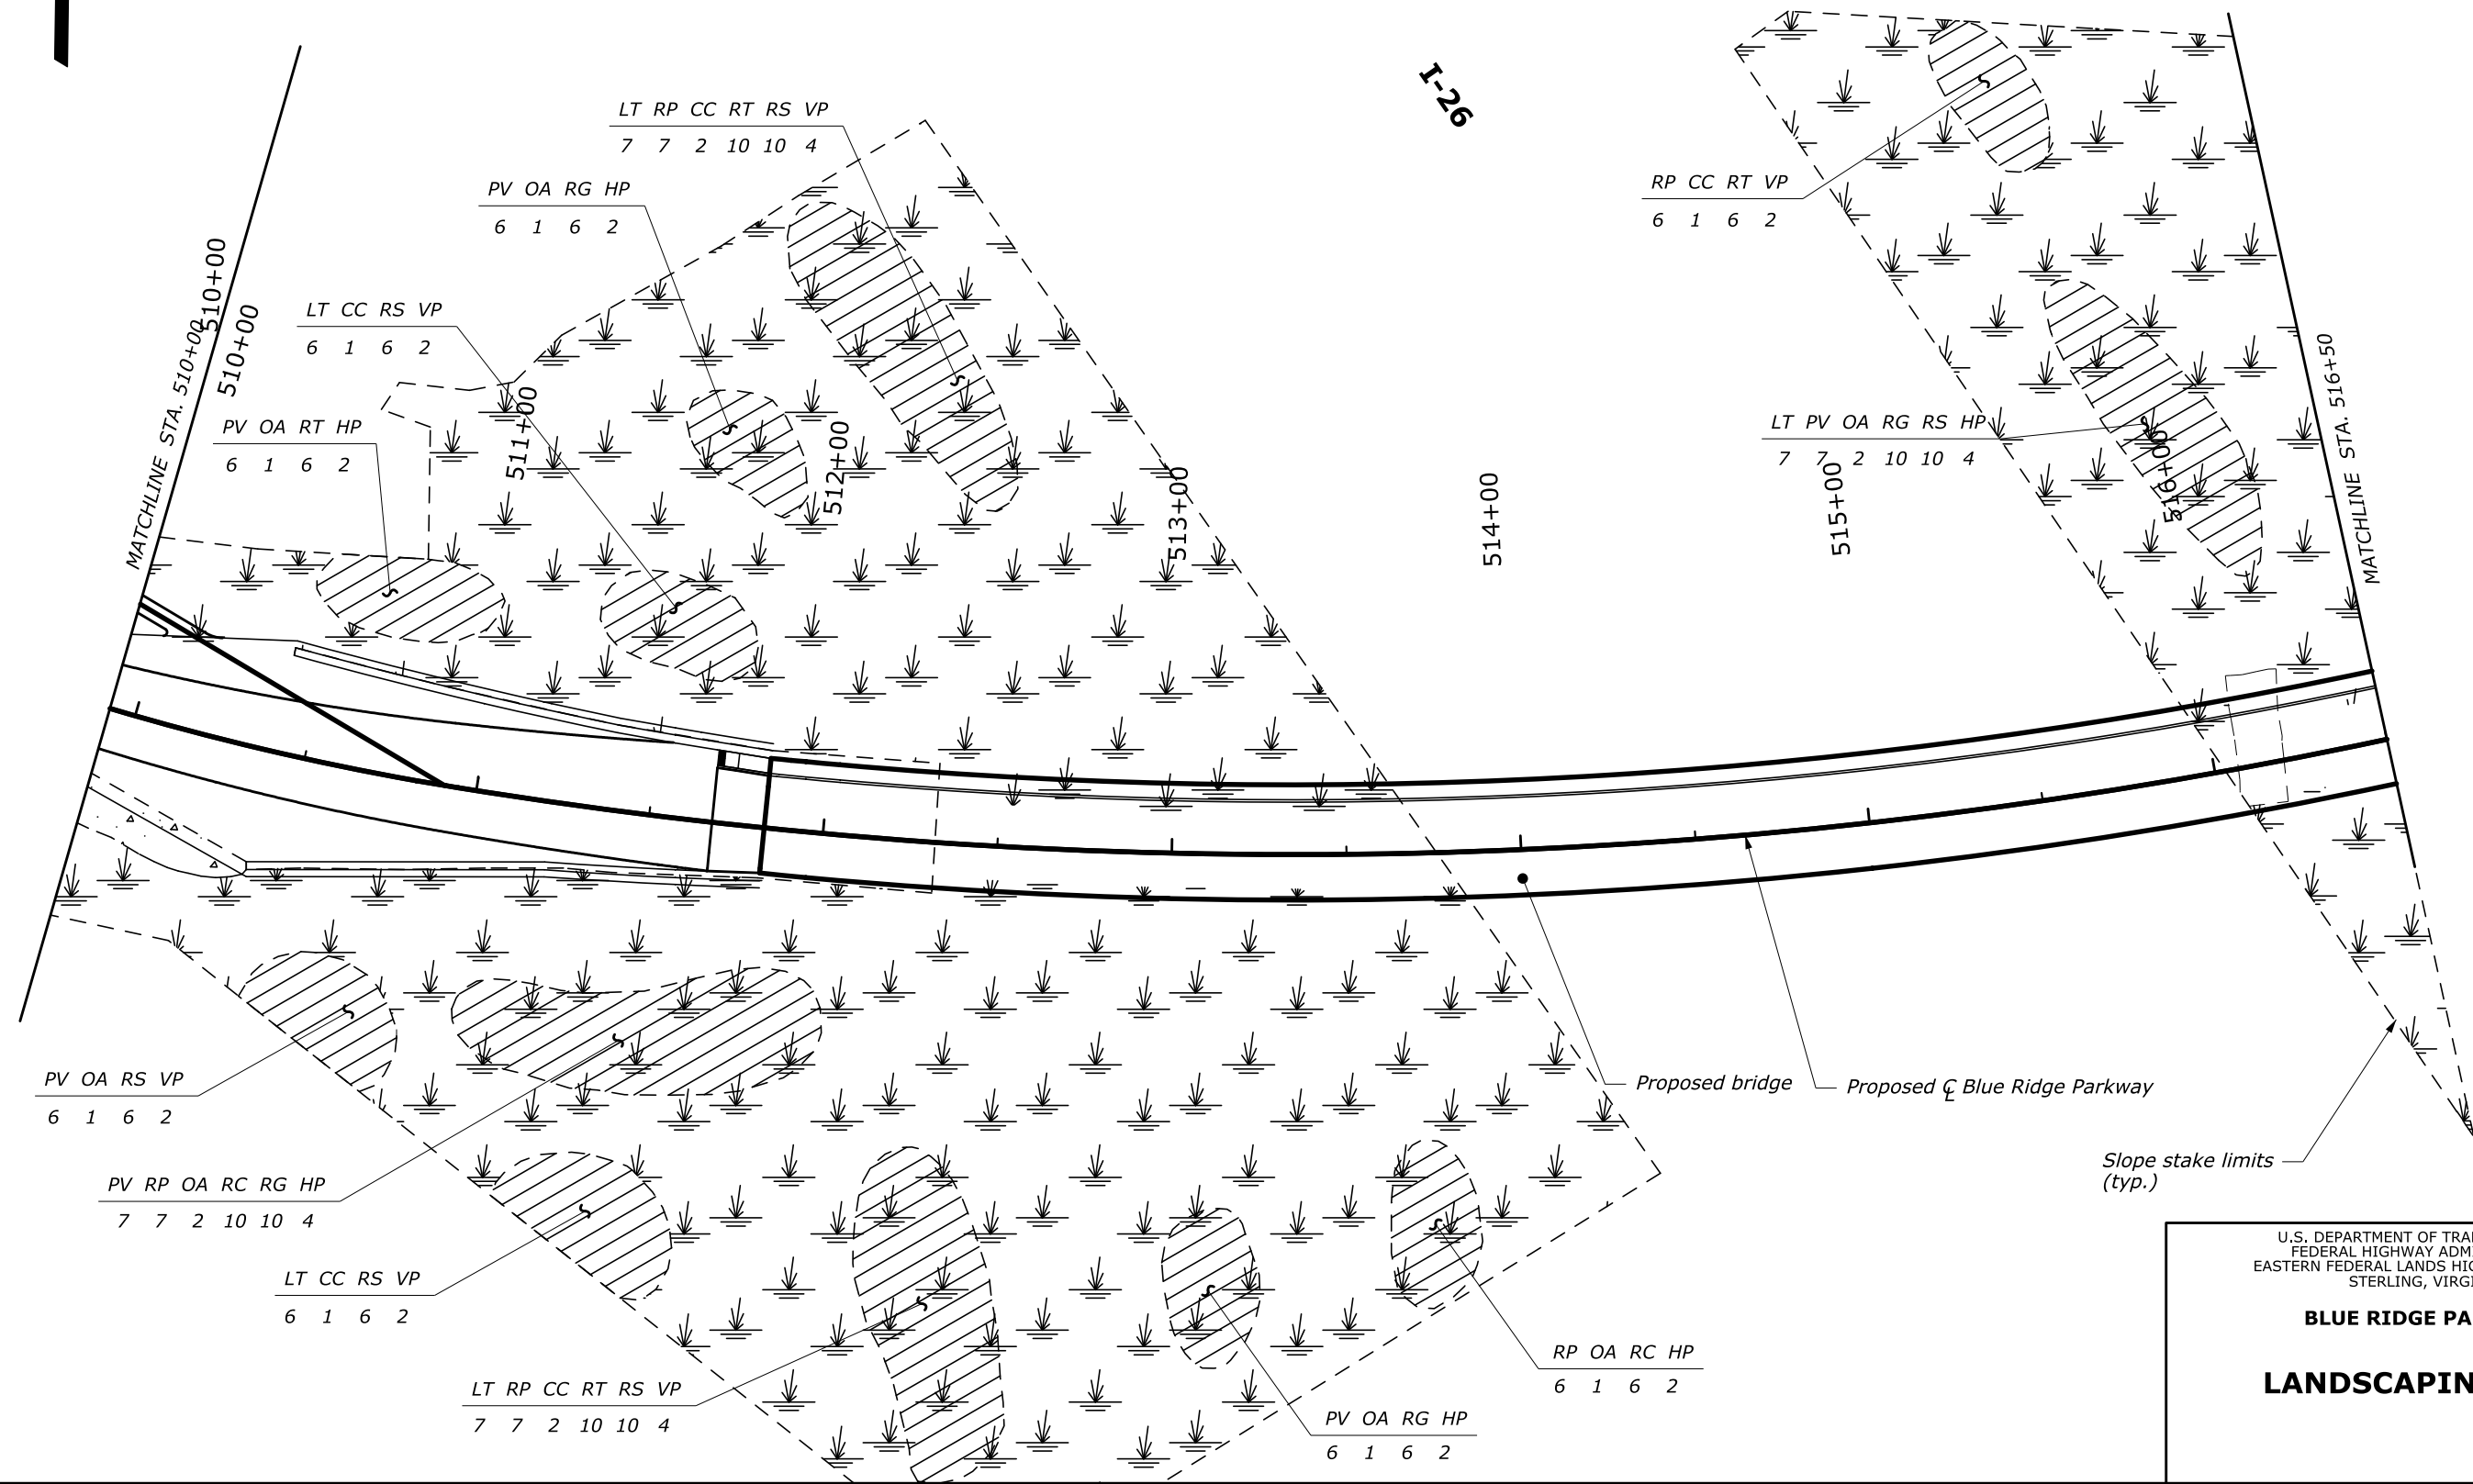 I-26
LT RP CC RT RS VP
7 7 2 10 10 4
PV OA RG HP
6 1 6 2
RP CC RT VP
6 1 6 2
LT CC RS VP
6 1 6 2
PV OA RT HP
6 1 6 2
LT PV OA RG RS HP
7 7 2 10 10 4
MATCHLINE STA. 510+00
510+00
510+00
511+00
512+00
513+00
514+00
515+00
516+00
MATCHLINE STA. 516+50
PV OA RS VP
6 1 6 2
Proposed bridge
Proposed ℄ Blue Ridge Parkway
Slope stake limits
(typ.)
PV RP OA RC RG HP
7 7 2 10 10 4
LT CC RS VP
6 1 6 2
LT RP CC RT RS VP
7 7 2 10 10 4
RP OA RC HP
6 1 6 2
PV OA RG HP
6 1 6 2
U.S. DEPARTMENT OF TRA
FEDERAL HIGHWAY ADM
EASTERN FEDERAL LANDS HIG
STERLING, VIRG
BLUE RIDGE PA
LANDSCAPIN